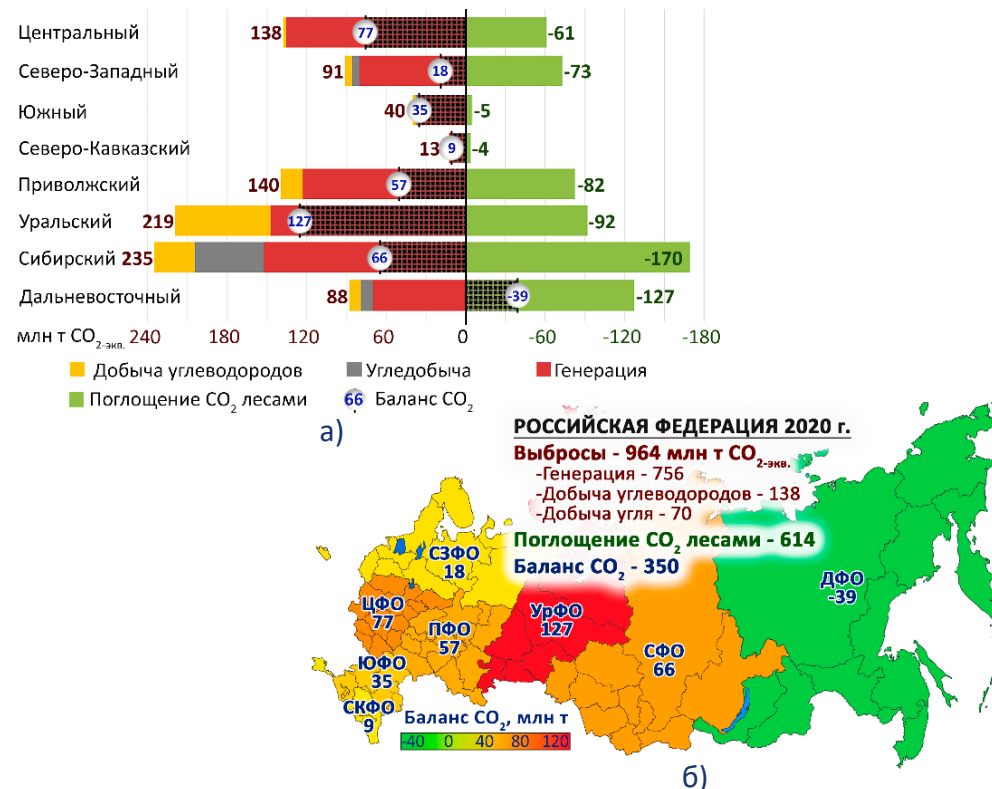 Центральный 138 77 -61
Северо-Западный 91 18 -73
Южный 40 35 -5
Северо-Кавказский 13 9 -4
Приволжский 140 57 -82
Уральский 219 127 -92
Сибирский 235 66 -170
Дальневосточный 88 -39 -127
млн т CO2-экв. 240 180 120 60 0 -60 -120 -180
Добыча углеводородов Угледобыча Генерация
Поглощение CO2 лесами 66 Баланс CO2
а)
РОССИЙСКАЯ ФЕДЕРАЦИЯ 2020 г.
Выбросы - 964 млн т CO2-экв.
-Генерация - 756
-Добыча углеводородов - 138
-Добыча угля - 70
Поглощение CO2 лесами - 614
Баланс CO2 - 350
СЗФО
18
ЦФО
77
ПФО
57
УрФО
127
ДФО
-39
СФО
66
ЮФО
35
СКФО
9
Баланс CO2, млн т
-40 0 40 80 120
б)